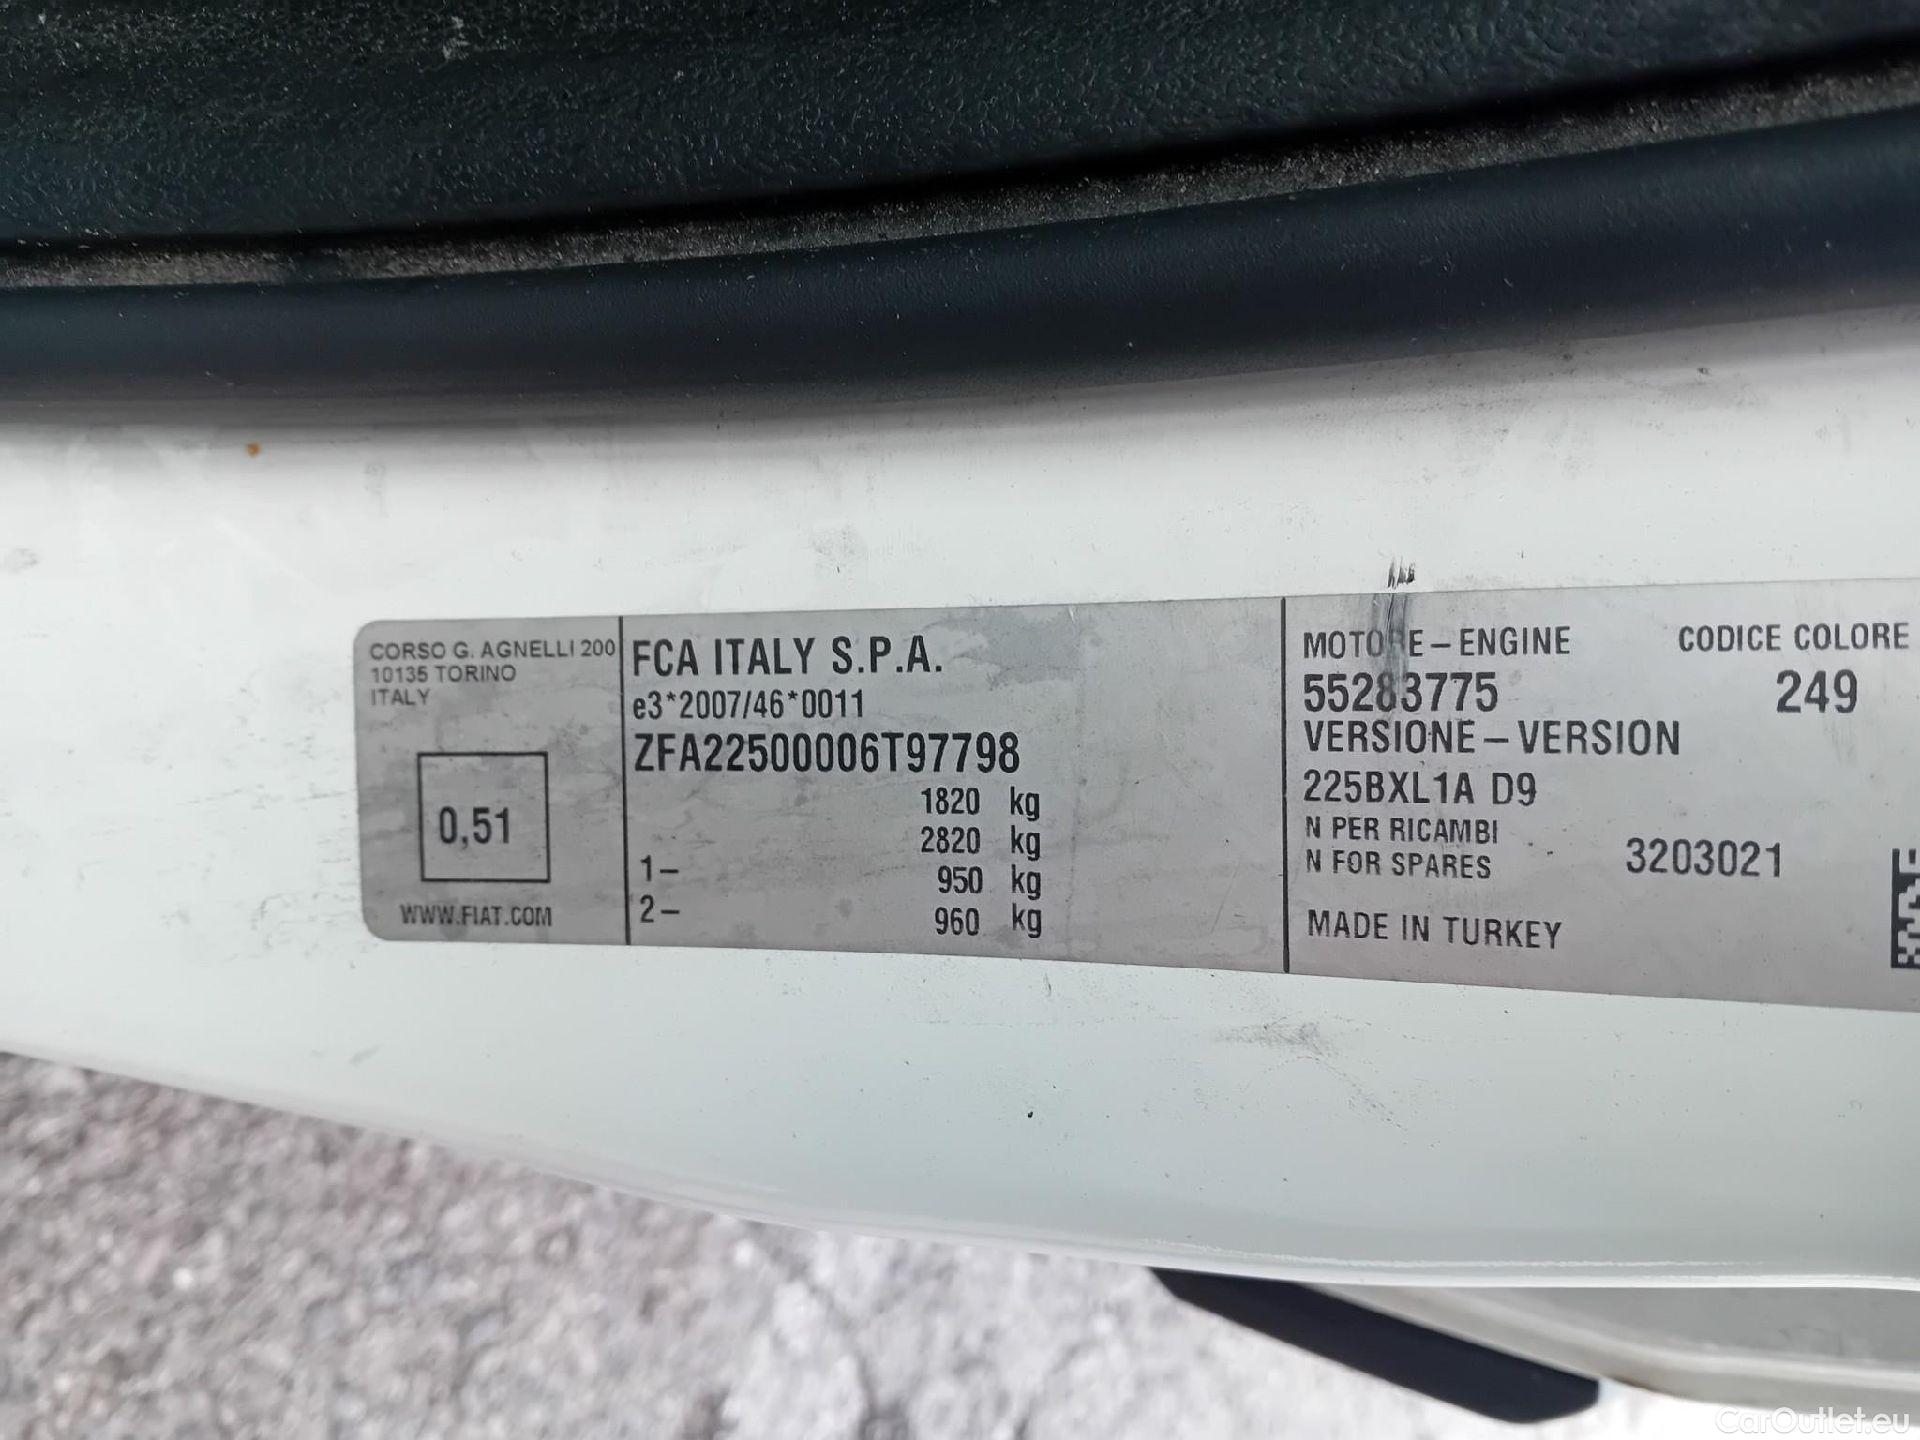 CORSO G. AGNELLI 200
10135 TORINO
ITALY
0,51
WWW.FIAT.COM
FCA ITALY S.P.A.
e3*2007/46*0011
ZFA22500006T97798
1820 kg
2820 kg
1– 950 kg
2– 960 kg
MOTORE – ENGINE CODICE COLORE
55283775 249
VERSIONE – VERSION
225BXL1A D9
N PER RICAMBI
N FOR SPARES 3203021
MADE IN TURKEY
CarOutlet.eu